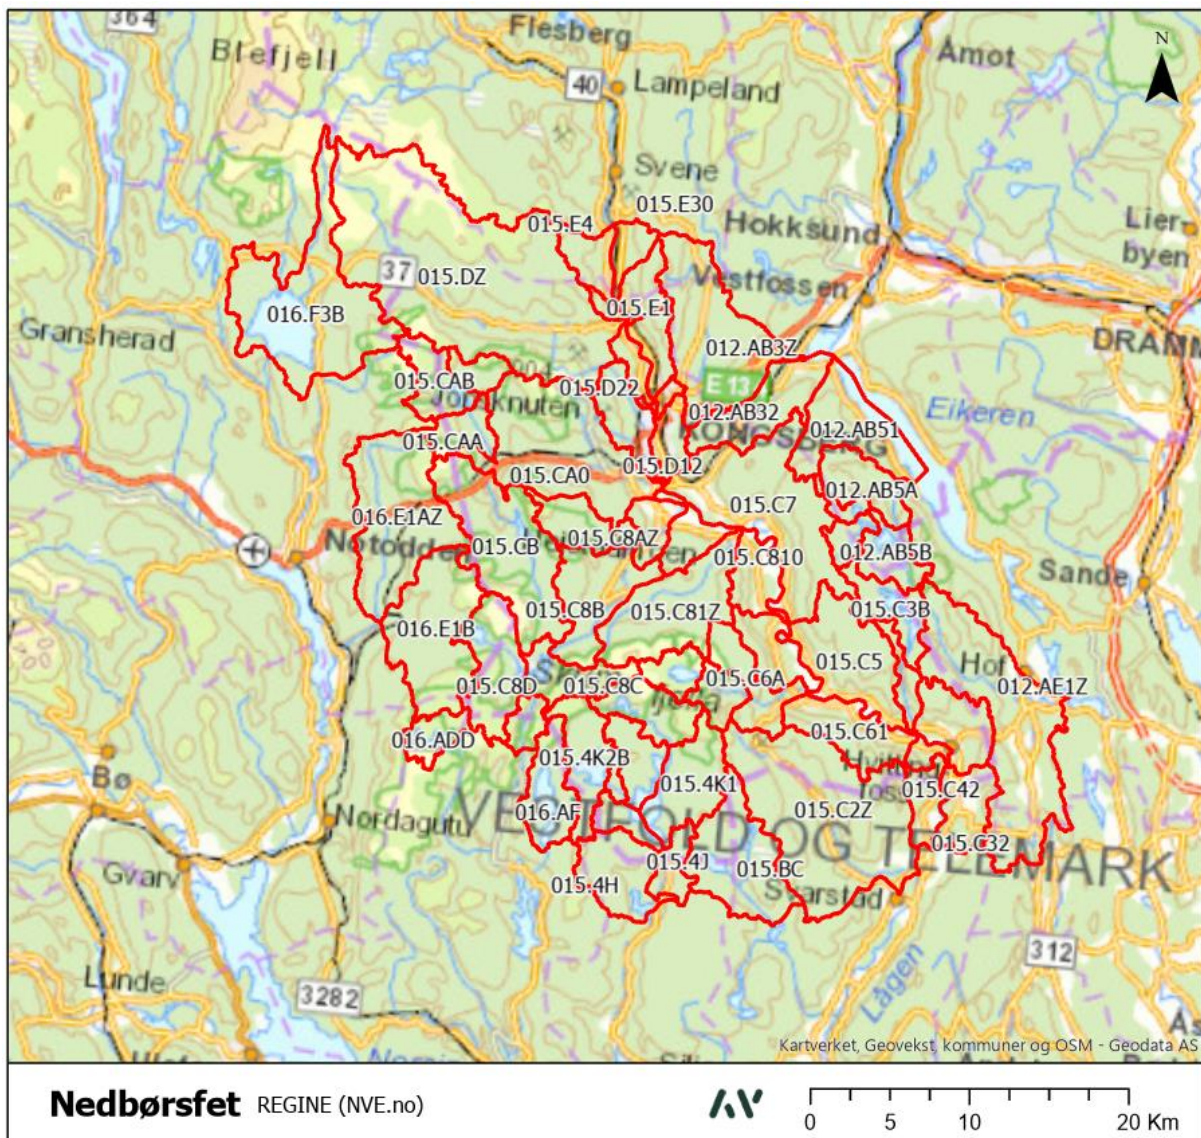 364
Blefjell
Flesberg
Åmot
N
40
Lampeland
Svene
015.E30
015.E4
Hokksund
Lier-
byen
37
015.DZ
Vestfossen
016.F3B
015.E1
Gransherad
012.AB3Z
DRAMM
015.CAB
015.D22
E 13
Jonsknuten
012.AB32
Eikeren
012.AB51
KONGSBERG
015.CAA
015.CA0
015.D12
012.AB5A
016.E1AZ
015.C7
015.CB
015.C8AZ
Notodden
012.AB5B
015.C810
Sande
015.C8B
015.C81Z
015.C3B
016.E1B
015.C5
Hof
015.C8D
015.C8C
015.C6A
012.AE1Z
fjella
016.ADD
015.C61
015.4K2B
Bø
015.4K1
015.C42
016.AF
015.C2Z
Nordagutu
VESTFOLD OG TELEMARK
015.C32
015.4J
015.BC
Gvarv
015.4H
Svarstad
312
Lunde
3282
Lågen
Kartverket, Geovekst, kommuner og OSM - Geodata AS
Nedbørsfet REGINE (NVE.no)
0 5 10 20 Km